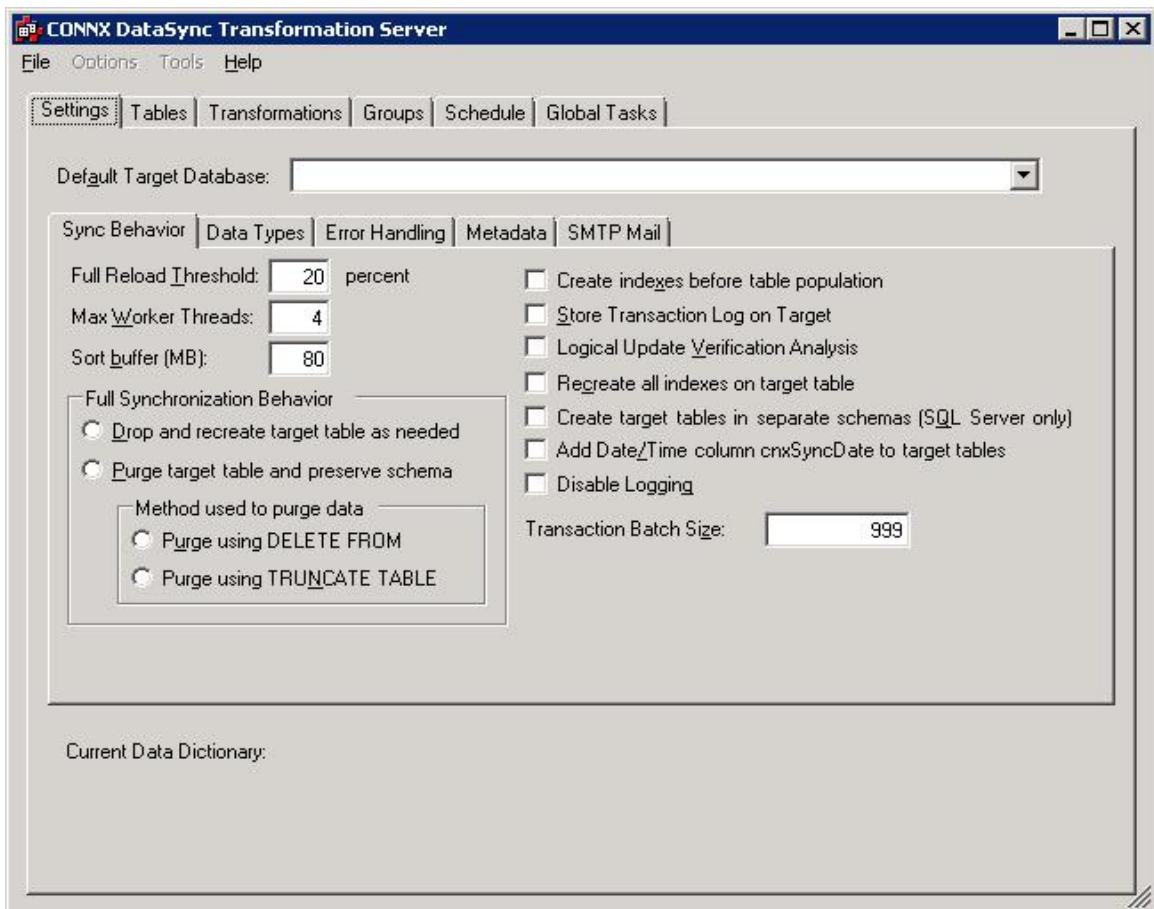 CONNX DataSync Transformation Server
File Options Tools Help
Settings Tables Transformations Groups Schedule Global Tasks
Default Target Database:
Sync Behavior Data Types Error Handling Metadata SMTP Mail
Full Reload Threshold: 20 percent
Max Worker Threads: 4
Sort buffer (MB): 80
Full Synchronization Behavior
Drop and recreate target table as needed
Purge target table and preserve schema
Method used to purge data
Purge using DELETE FROM
Purge using TRUNCATE TABLE
Create indexes before table population
Store Transaction Log on Target
Logical Update Verification Analysis
Recreate all indexes on target table
Create target tables in separate schemas (SQL Server only)
Add Date/Time column cnxSyncDate to target tables
Disable Logging
Transaction Batch Size: 999
Current Data Dictionary: